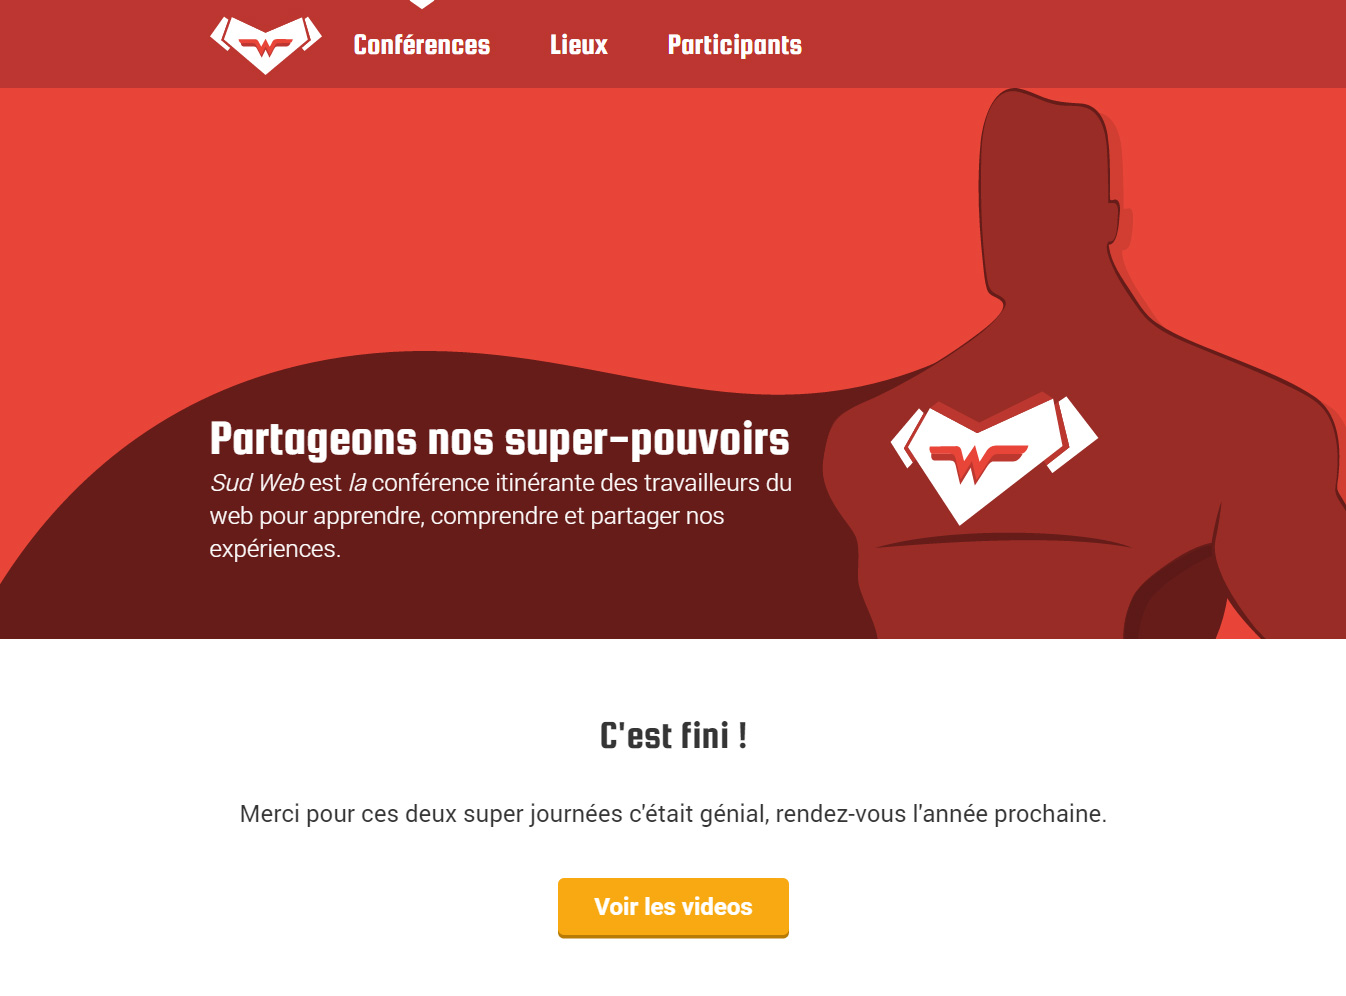 Conférences Lieux Participants
Partageons nos super-pouvoirs
Sud Web est la conférence itinérante des travailleurs du
web pour apprendre, comprendre et partager nos
expériences.
C'est fini !
Merci pour ces deux super journées c'était génial, rendez-vous l'année prochaine.
Voir les videos